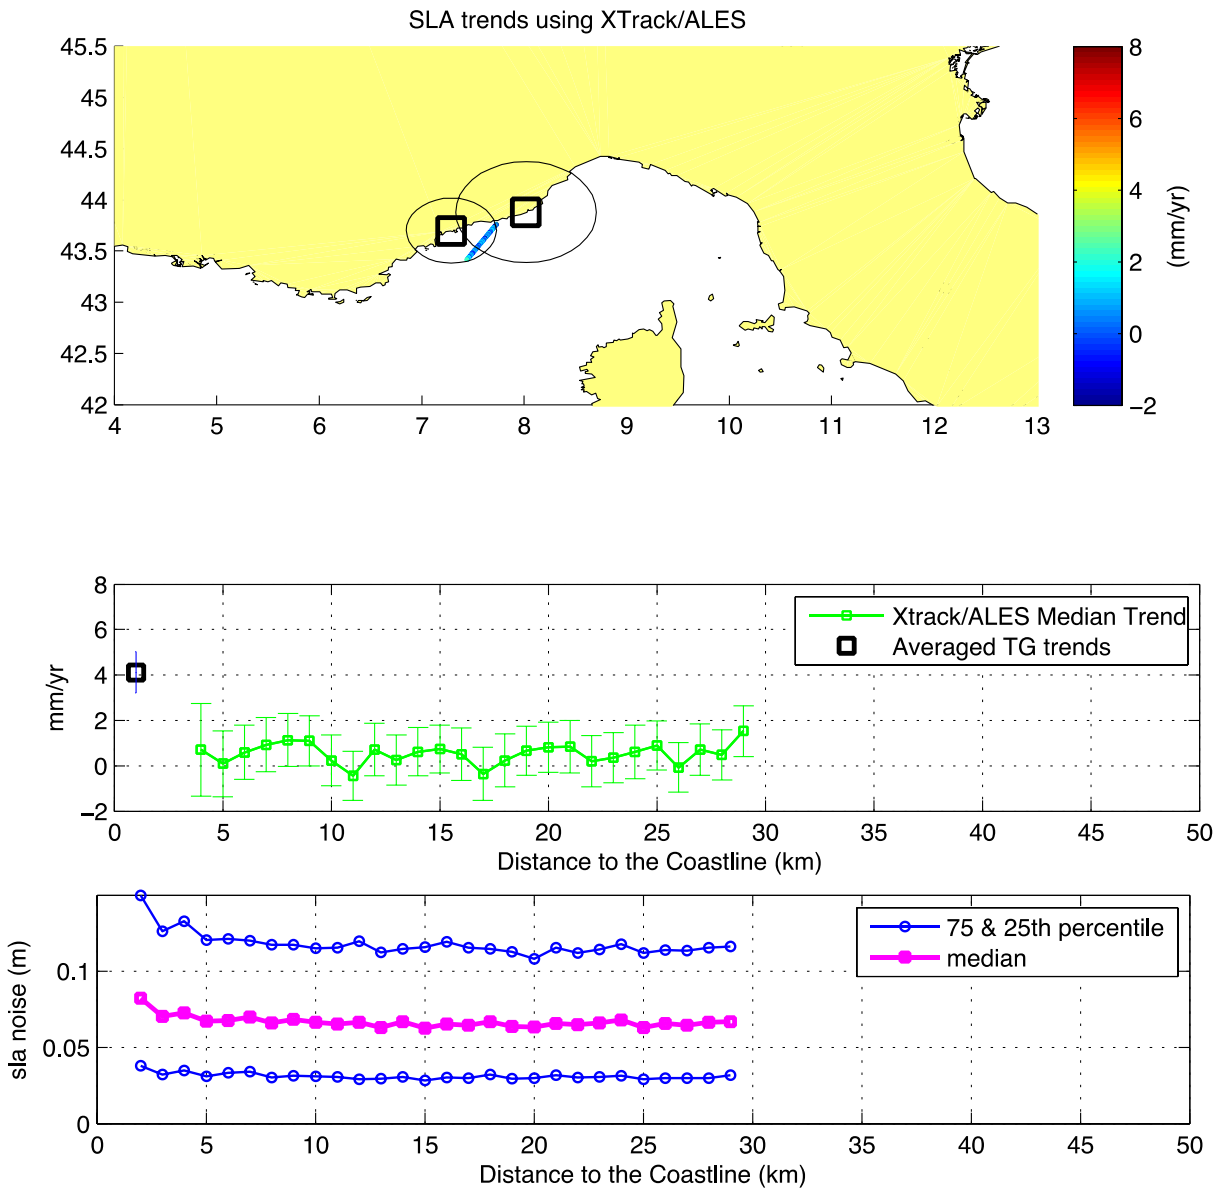 SLA trends using XTrack/ALES
45.5
45
44.5
44
43.5
43
42.5
42
4 5 6 7 8 9 10 11 12 13
8
6
4
2
0
−2
(mm/yr)
8
6
4
2
0
−2
mm/yr
Xtrack/ALES Median Trend
Averaged TG trends
0 5 10 15 20 25 30 35 40 45 50
Distance to the Coastline (km)
0.1
0.05
0
sla noise (m)
75 & 25th percentile
median
0 5 10 15 20 25 30 35 40 45 50
Distance to the Coastline (km)